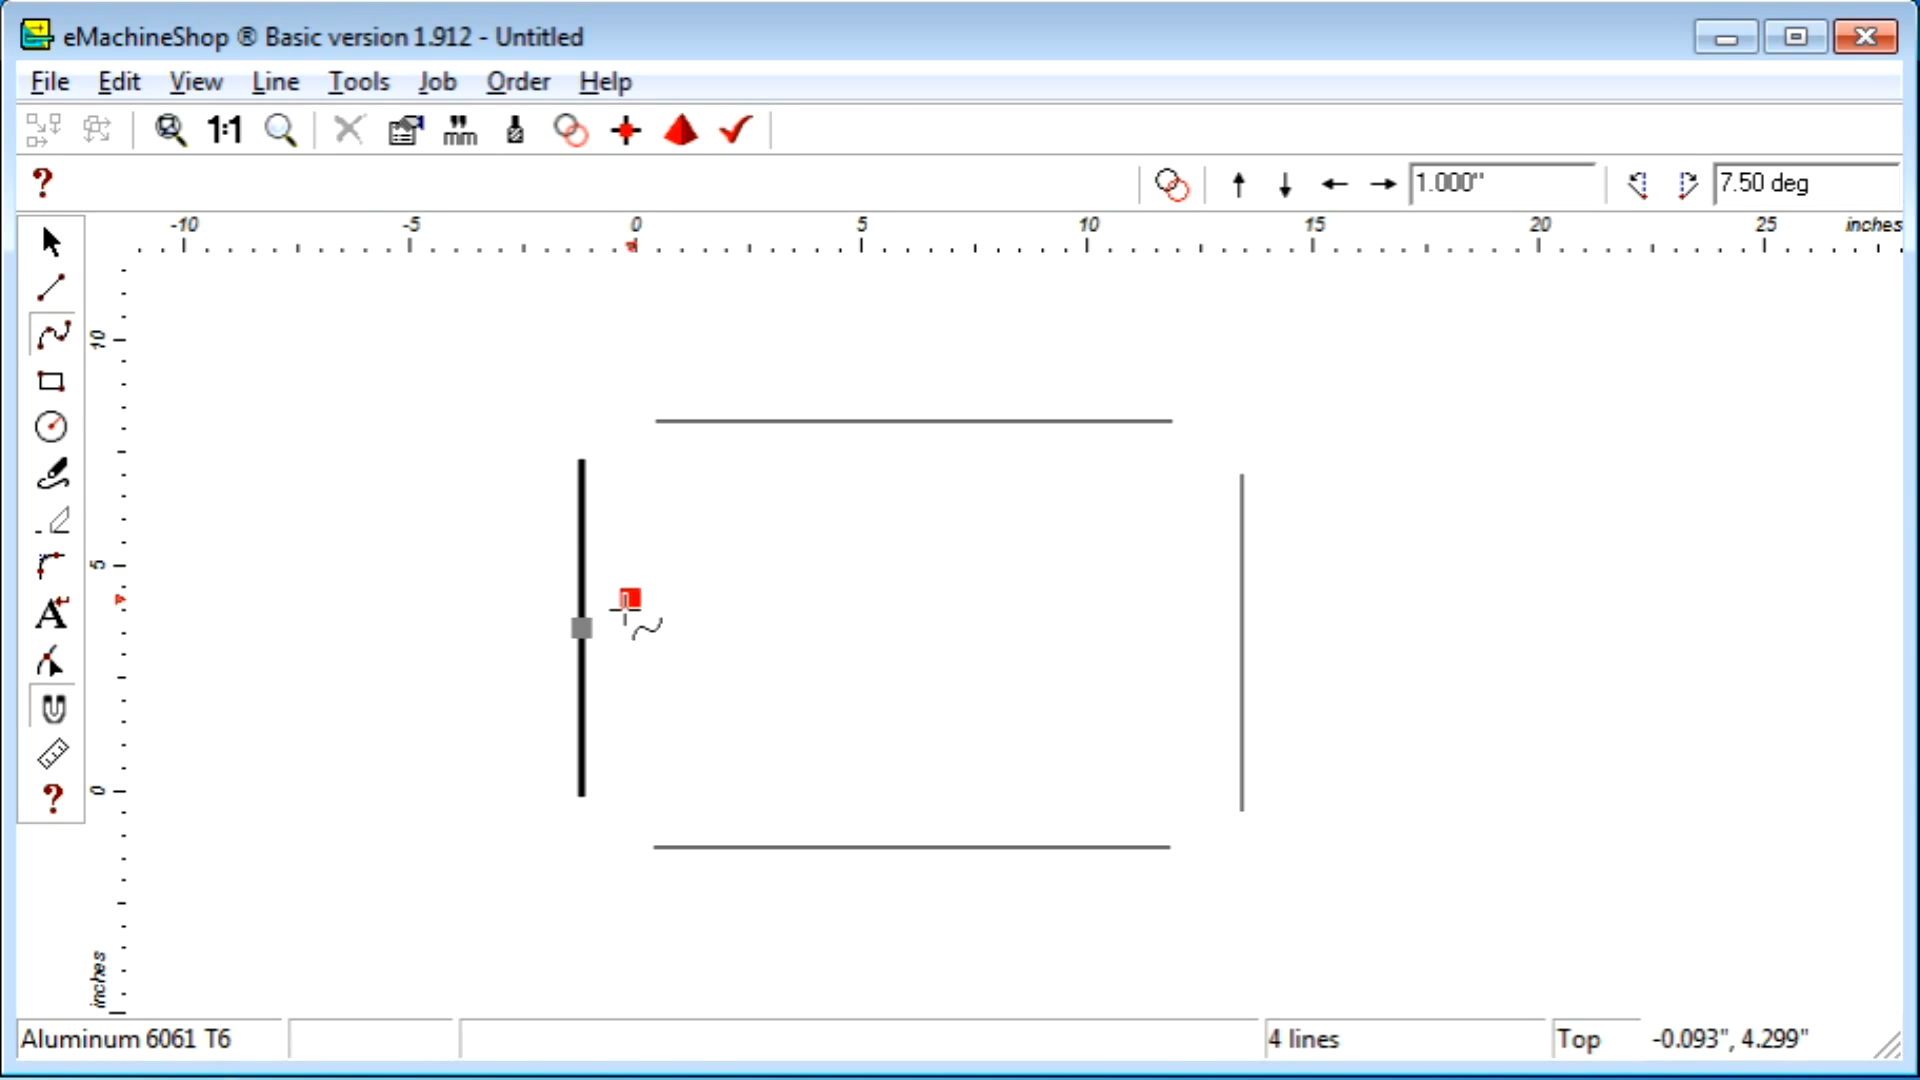 eMachineShop ® Basic version 1.912 - Untitled
File Edit View Line Tools Job Order Help
1:1 " mm
? 1.000" 7.50 deg
-10 -5 0 5 10 15 20 25 inches
10
5
A
0
?
inches
Aluminum 6061 T6 4 lines Top -0.093", 4.299"